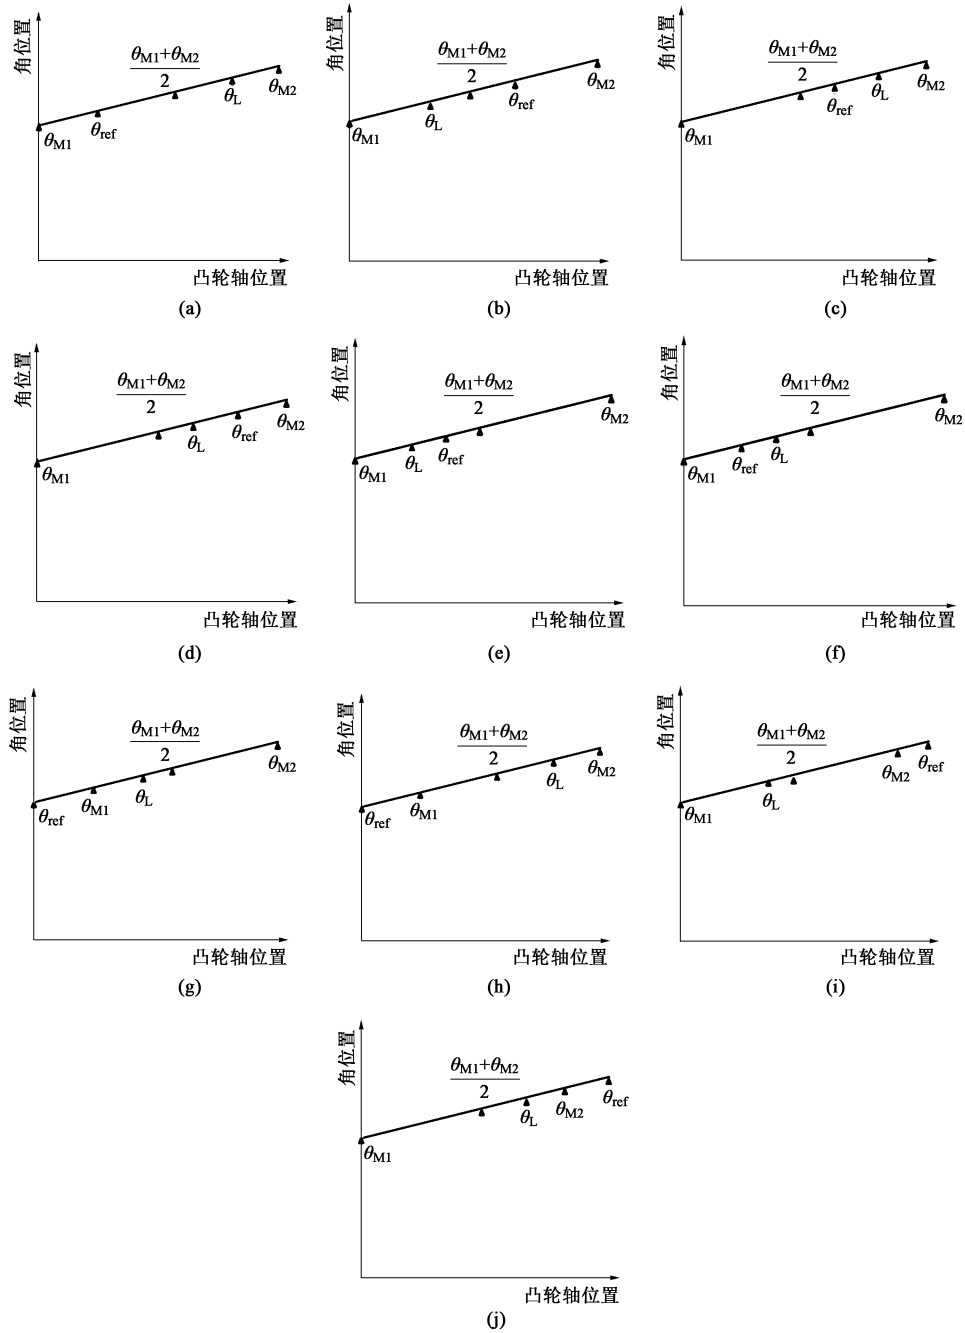 角位置
θM1+θM2
2
θM1
θref
θL
θM2
凸轮轴位置
(a)
角位置
θM1+θM2
2
θM1
θL
θref
θM2
凸轮轴位置
(b)
角位置
θM1+θM2
2
θM1
θref
θL
θM2
凸轮轴位置
(c)
角位置
θM1+θM2
2
θM1
θL
θref
θM2
凸轮轴位置
(d)
角位置
θM1+θM2
2
θM1
θL
θref
θM2
凸轮轴位置
(e)
角位置
θM1+θM2
2
θM1
θref
θL
θM2
凸轮轴位置
(f)
角位置
θM1+θM2
2
θref
θM1
θL
θM2
凸轮轴位置
(g)
角位置
θM1+θM2
2
θref
θM1
θL
θM2
凸轮轴位置
(h)
角位置
θM1+θM2
2
θM1
θL
θM2
θref
凸轮轴位置
(i)
角位置
θM1+θM2
2
θM1
θL
θM2
θref
凸轮轴位置
(j)